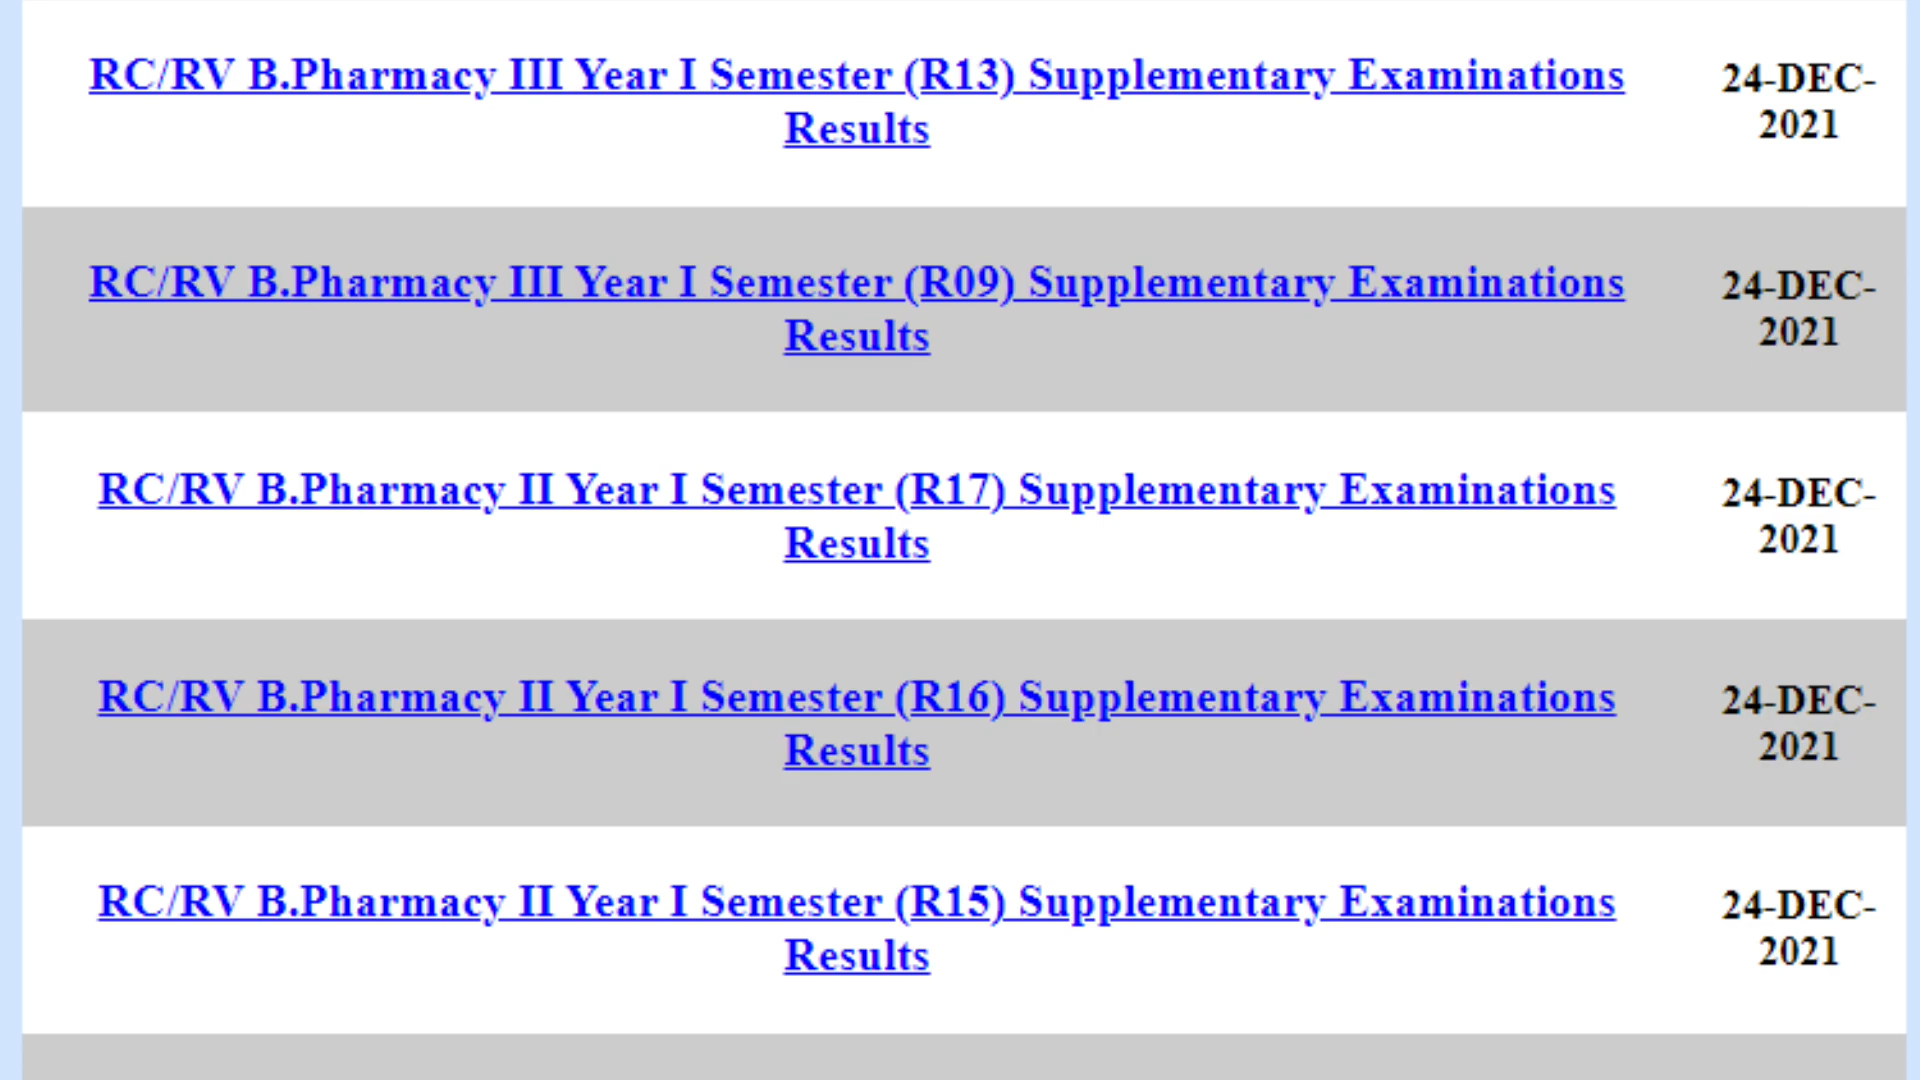 RC/RV B.Pharmacy III Year I Semester (R13) Supplementary Examinations
Results
24-DEC-
2021
RC/RV B.Pharmacy III Year I Semester (R09) Supplementary Examinations
Results
24-DEC-
2021
RC/RV B.Pharmacy II Year I Semester (R17) Supplementary Examinations
Results
24-DEC-
2021
RC/RV B.Pharmacy II Year I Semester (R16) Supplementary Examinations
Results
24-DEC-
2021
RC/RV B.Pharmacy II Year I Semester (R15) Supplementary Examinations
Results
24-DEC-
2021